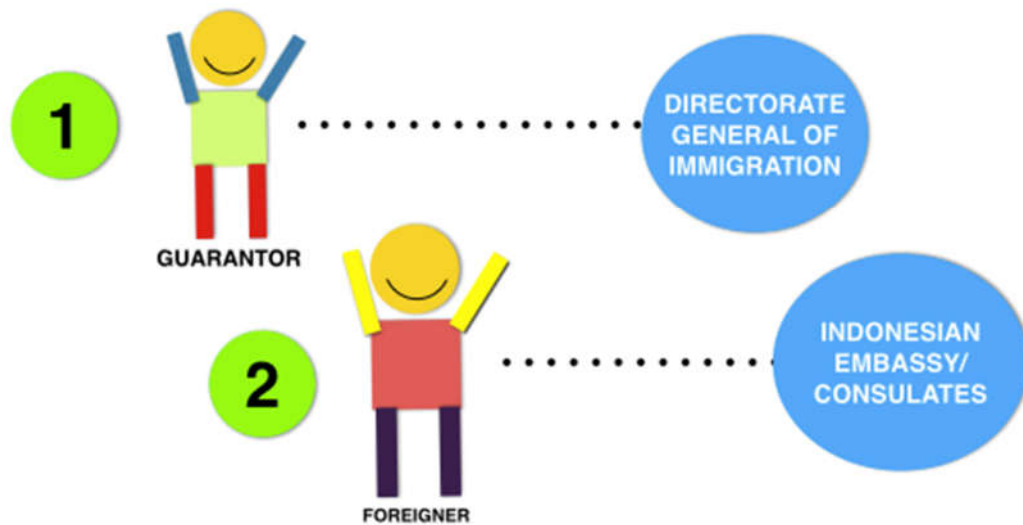 1
GUARANTOR
DIRECTORATE
GENERAL OF
IMMIGRATION
2
FOREIGNER
INDONESIAN
EMBASSY/
CONSULATES